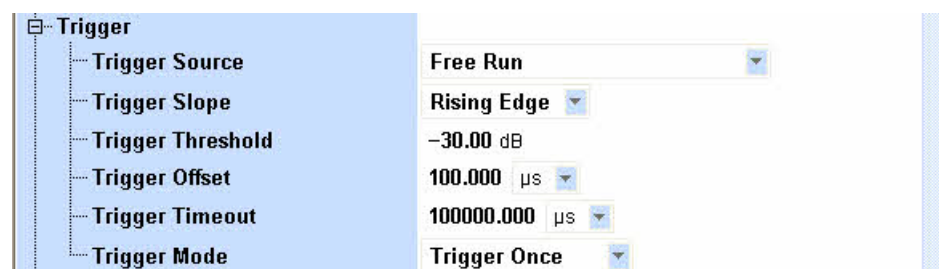 Trigger
Trigger Source Free Run
Trigger Slope Rising Edge
Trigger Threshold −30.00 dB
Trigger Offset 100.000 µs
Trigger Timeout 100000.000 µs
Trigger Mode Trigger Once